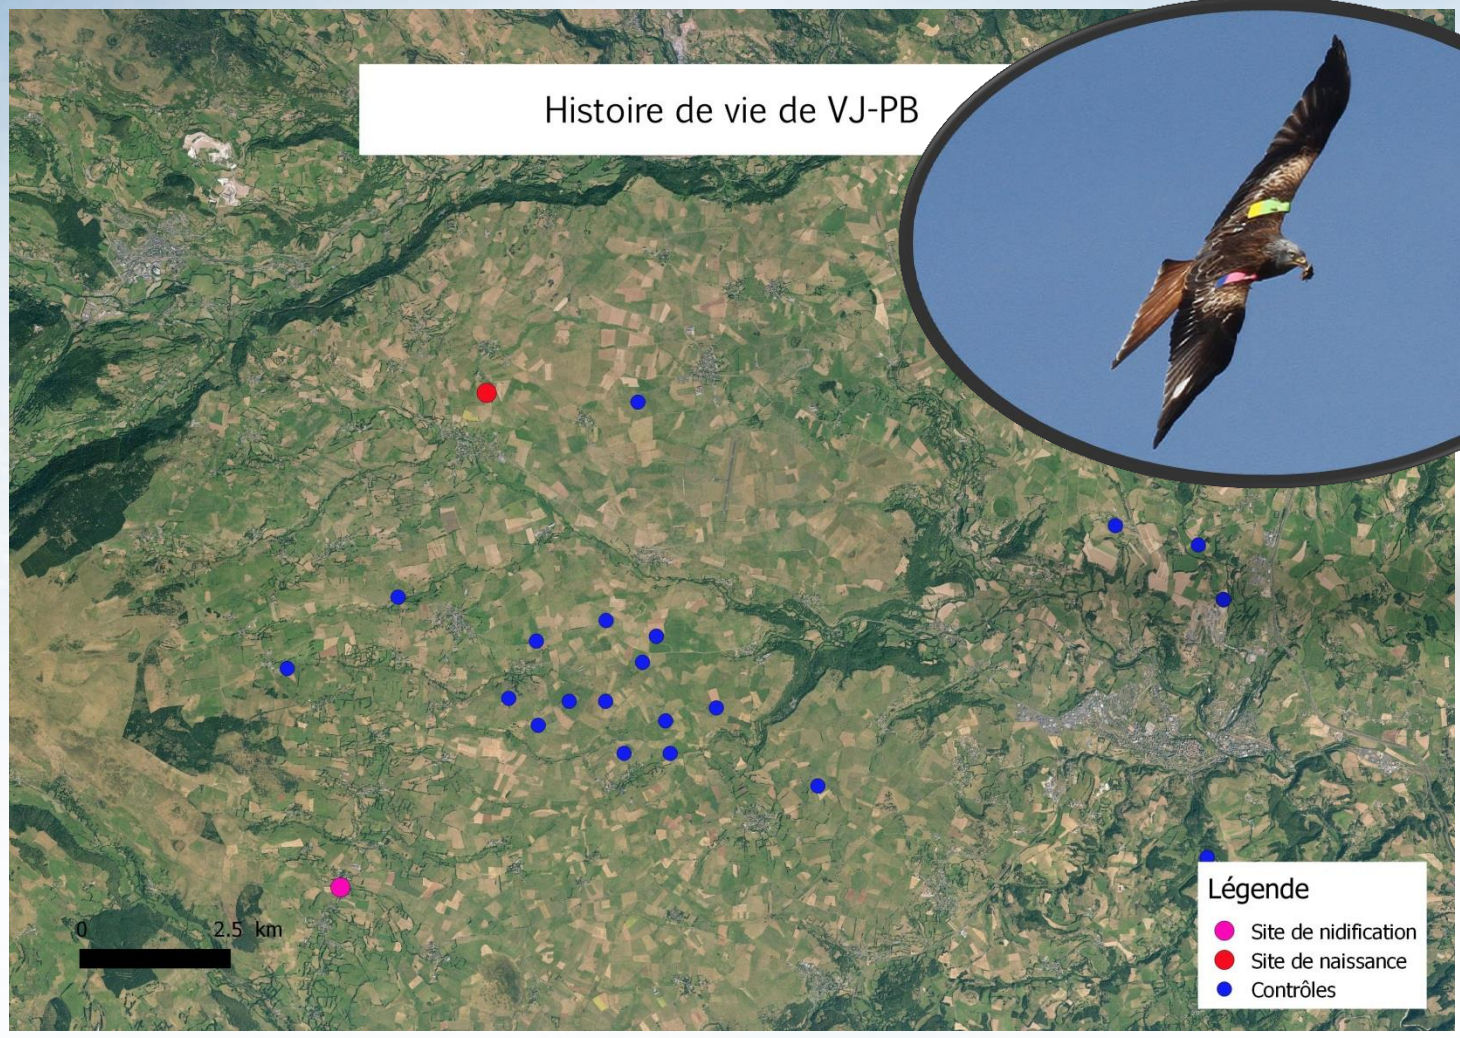 Histoire de vie de VJ-PB
0 2.5 km
Légende
Site de nidification
Site de naissance
Contrôles